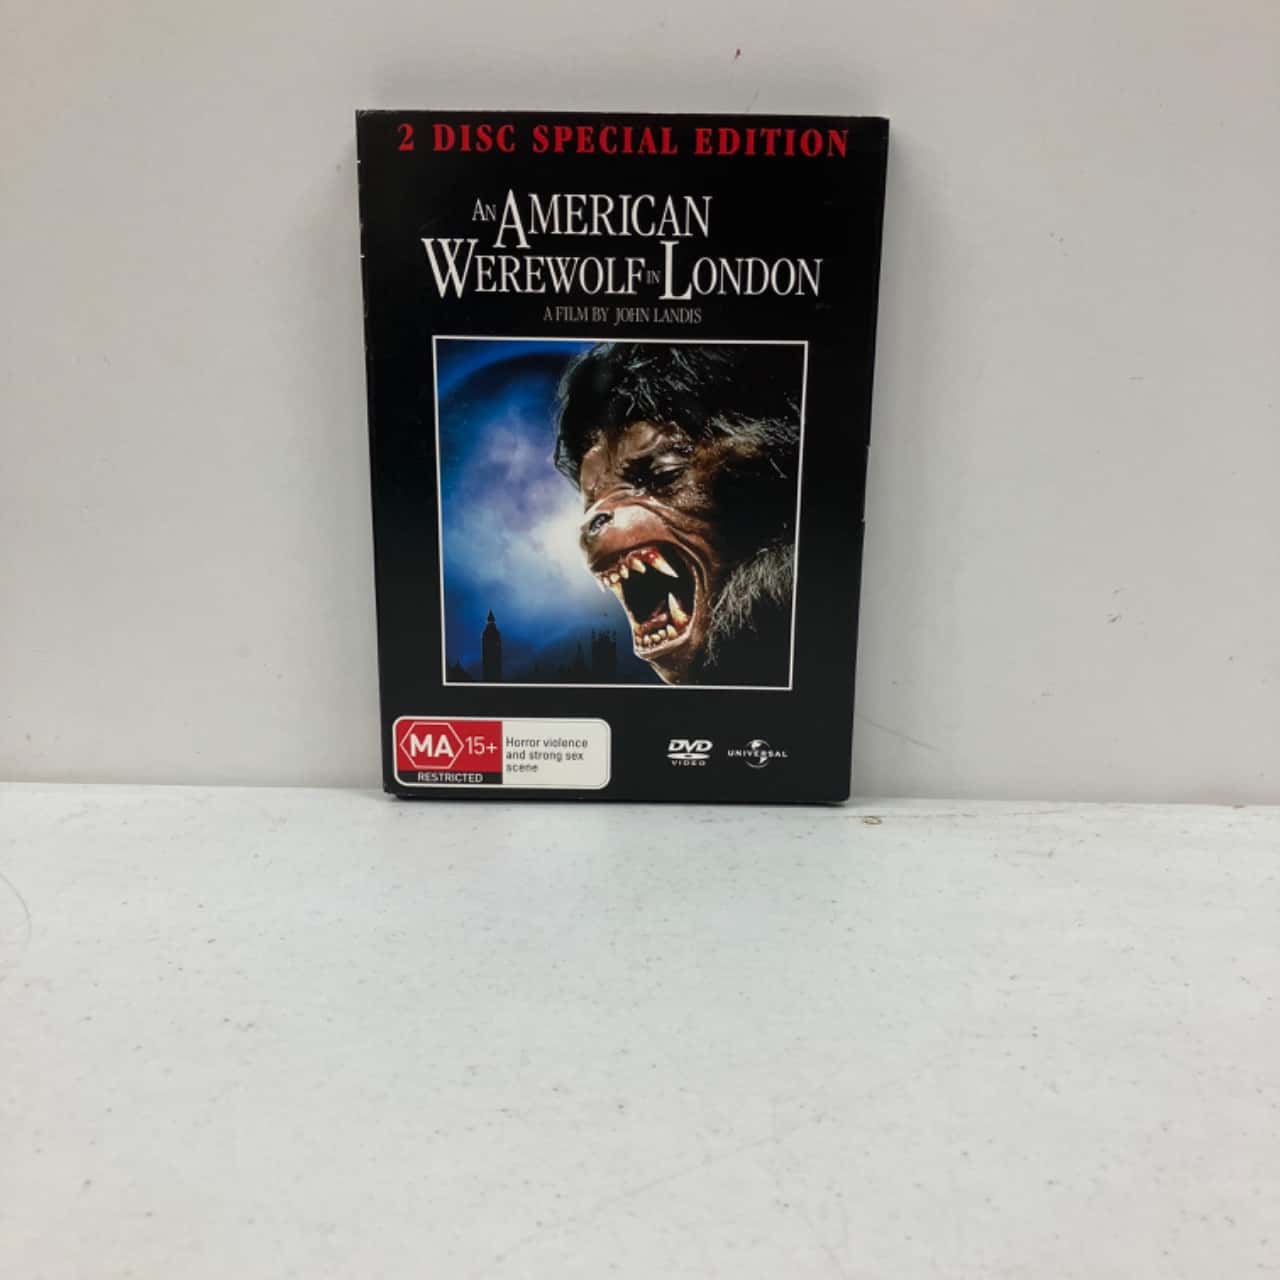 2 DISC SPECIAL EDITION
AN AMERICAN
WEREWOLF IN LONDON
A FILM BY JOHN LANDIS
MA 15+
RESTRICTED
Horror violence
and strong sex
scene
DVD
VIDEO
UNIVERSAL